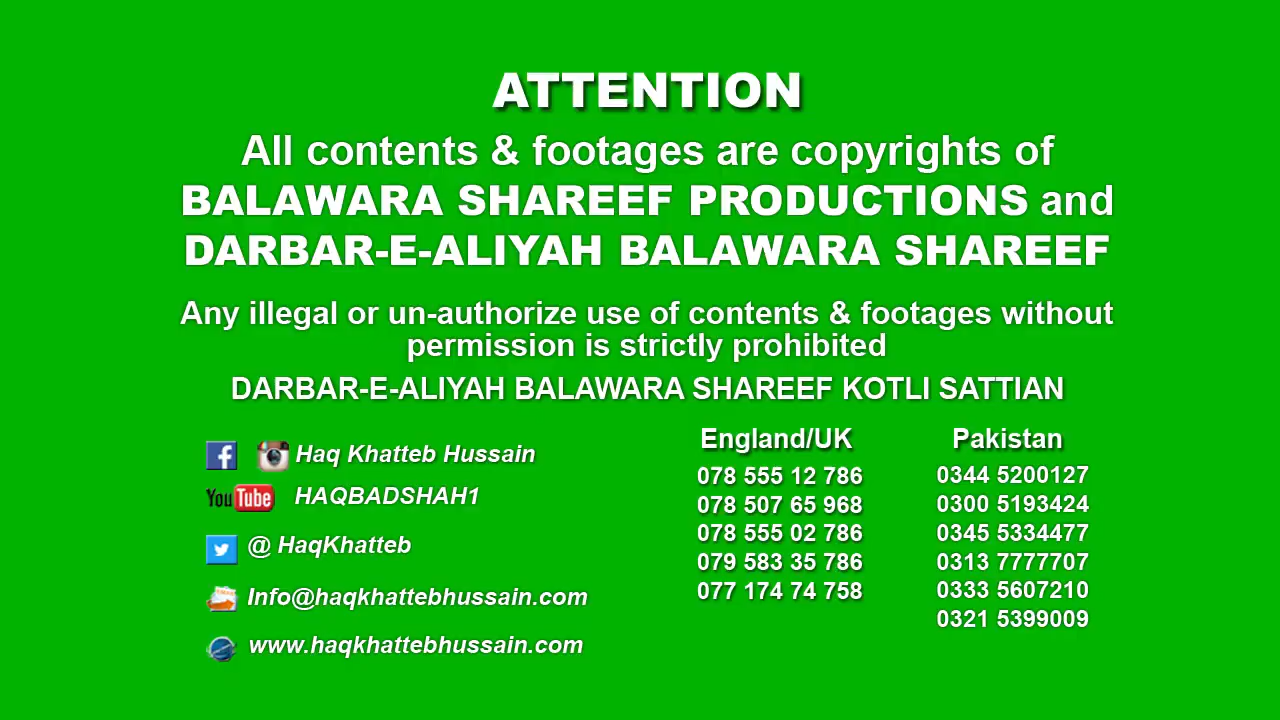 ATTENTION
All contents & footages are copyrights of
BALAWARA SHAREEF PRODUCTIONS and
DARBAR-E-ALIYAH BALAWARA SHAREEF
Any illegal or un-authorize use of contents & footages without
permission is strictly prohibited
DARBAR-E-ALIYAH BALAWARA SHAREEF KOTLI SATTIAN
Haq Khatteb Hussain
YouTube HAQBADSHAH1
@ HaqKhatteb
Info@haqkhattebhussain.com
www.haqkhattebhussain.com
England/UK
078 555 12 786
078 507 65 968
078 555 02 786
079 583 35 786
077 174 74 758
Pakistan
0344 5200127
0300 5193424
0345 5334477
0313 7777707
0333 5607210
0321 5399009